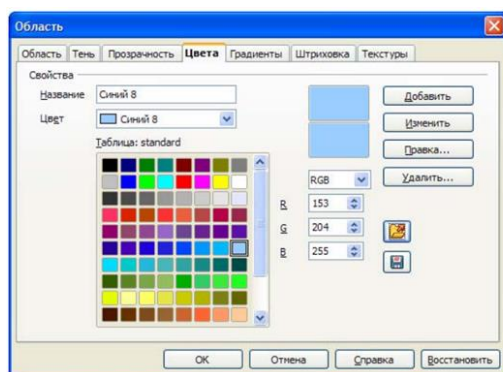 Область
Область Тень Прозрачность Цвета Градиенты Штриховка Текстуры
Свойства
Название Синий 8 Добавить
Цвет Синий 8 Изменить
Таблица: standard Правка...
RGB Удалить...
R 153
G 204
B 255
OK Отмена Справка Восстановить